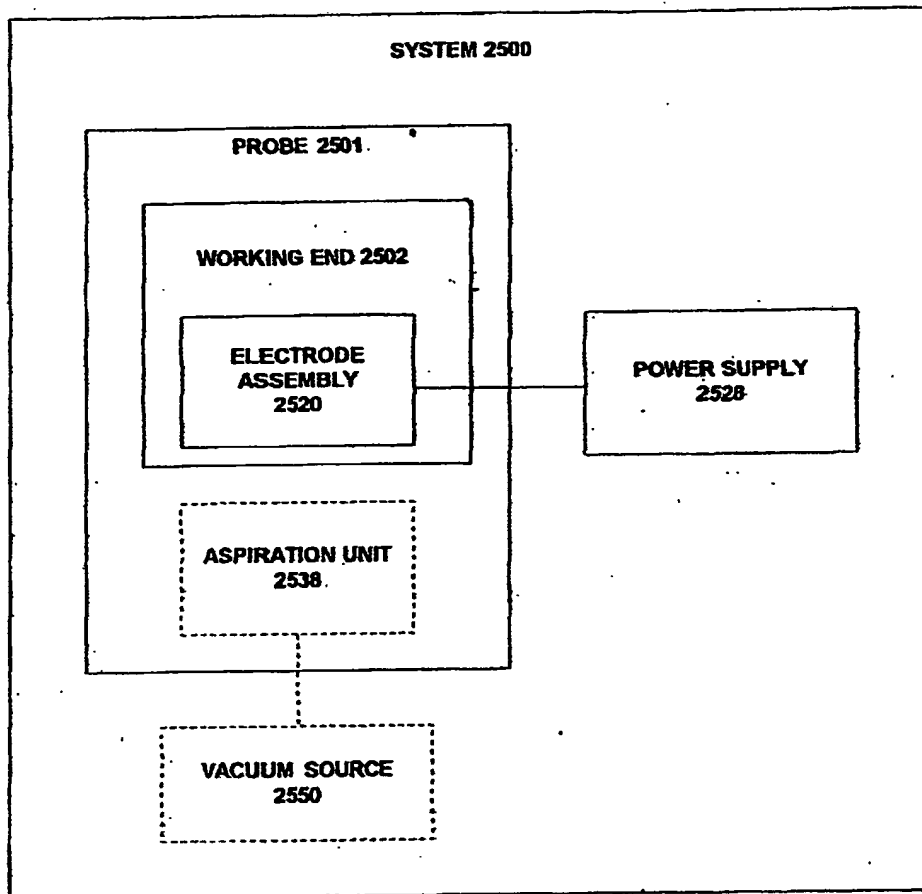 SYSTEM 2500
PROBE 2501
WORKING END 2502
ELECTRODE
ASSEMBLY
2520
POWER SUPPLY
2528
ASPIRATION UNIT
2538
VACUUM SOURCE
2550